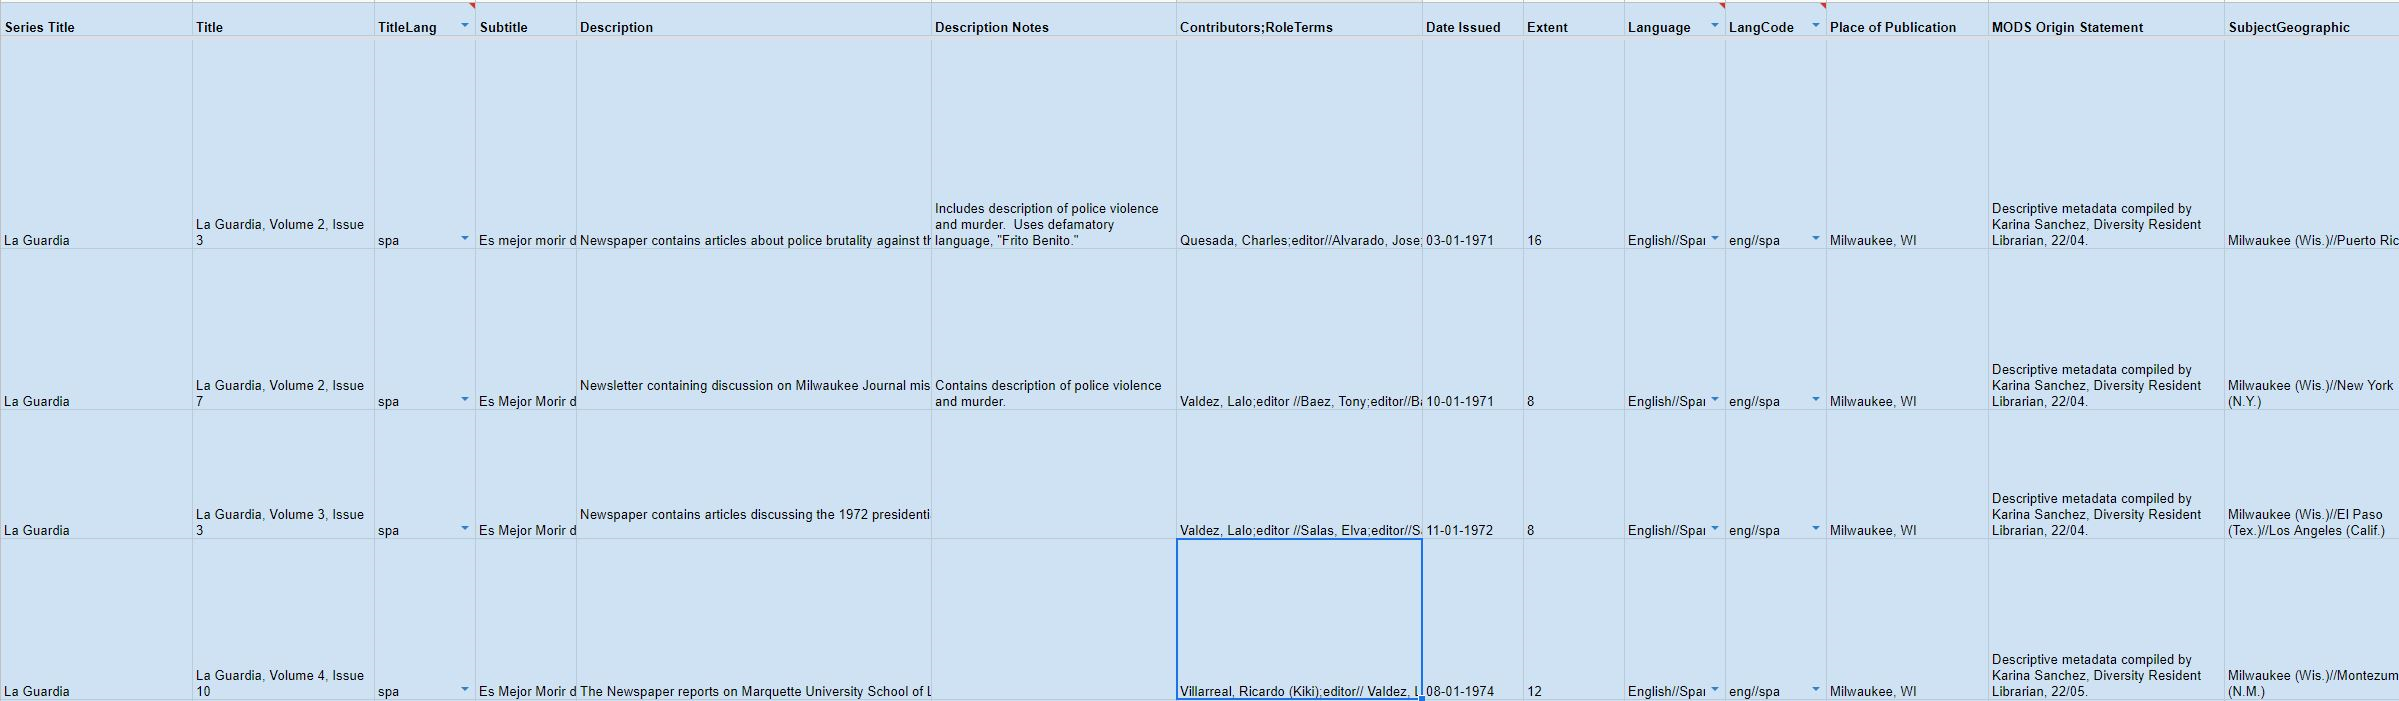 Series Title Title TitleLang Subtitle Description Description Notes Contributors;RoleTerms Date Issued Extent Language LangCode Place of Publication MODS Origin Statement SubjectGeographic
La Guardia
La Guardia, Volume 2, Issue
3
spa
Es mejor morir d
Newspaper contains articles about police brutality against th
Includes description of police violence
and murder.  Uses defamatory
language, "Frito Benito."
Quesada, Charles;editor//Alvarado, Jose;
03-01-1971
16
English//Spa
eng//spa
Milwaukee, WI
Descriptive metadata compiled by
Karina Sanchez, Diversity Resident
Librarian, 22/04.
Milwaukee (Wis.)//Puerto Ric
La Guardia
La Guardia, Volume 2, Issue
7
spa
Es Mejor Morir d
Newsletter containing discussion on Milwaukee Journal mis
Contains description of police violence
and murder.
Valdez, Lalo;editor //Baez, Tony;editor//Ba
10-01-1971
8
English//Spa
eng//spa
Milwaukee, WI
Descriptive metadata compiled by
Karina Sanchez, Diversity Resident
Librarian, 22/04.
Milwaukee (Wis.)//New York
(N.Y.)
La Guardia
La Guardia, Volume 3, Issue
3
spa
Es Mejor Morir d
Newspaper contains articles discussing the 1972 presidenti
Valdez, Lalo;editor //Salas, Elva;editor//S
11-01-1972
8
English//Spa
eng//spa
Milwaukee, WI
Descriptive metadata compiled by
Karina Sanchez, Diversity Resident
Librarian, 22/04.
Milwaukee (Wis.)//El Paso
(Tex.)//Los Angeles (Calif.)
La Guardia
La Guardia, Volume 4, Issue
10
spa
Es Mejor Morir d
The Newspaper reports on Marquette University School of L
Villarreal, Ricardo (Kiki);editor// Valdez, L
08-01-1974
12
English//Spa
eng//spa
Milwaukee, WI
Descriptive metadata compiled by
Karina Sanchez, Diversity Resident
Librarian, 22/05.
Milwaukee (Wis.)//Montezum
(N.M.)